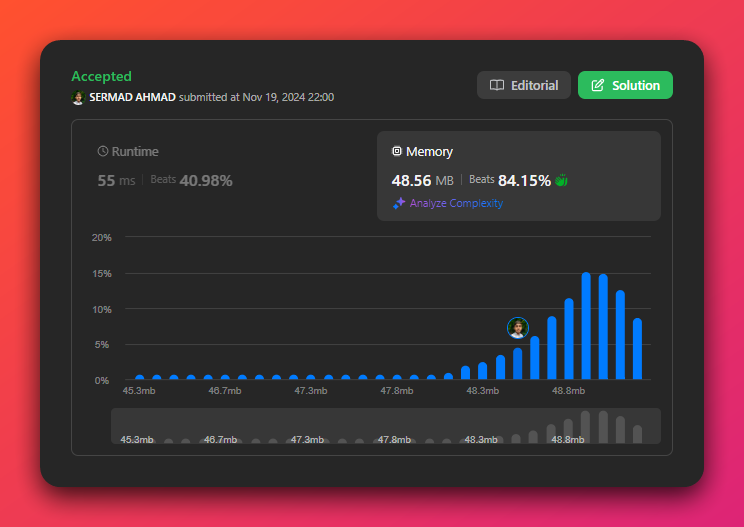 Accepted
SERMAD AHMAD submitted at Nov 19, 2024 22:00
Editorial
Solution
Runtime
55 ms | Beats 40.98%
Memory
48.56 MB | Beats 84.15%
Analyze Complexity
20%
15%
10%
5%
0%
45.3mb 46.7mb 47.3mb 47.8mb 48.3mb 48.8mb
45.3mb 46.7mb 47.3mb 47.8mb 48.3mb 48.8mb